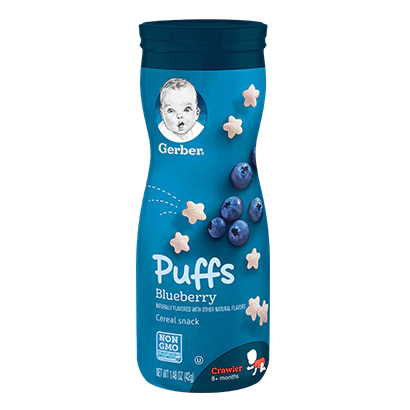 Gerber®
Puffs
Blueberry
NATURALLY FLAVORED WITH OTHER NATURAL FLAVORS
Cereal snack
NON
GMO
U
NET WT 1.48 OZ (42g)
Crawler
8+ months